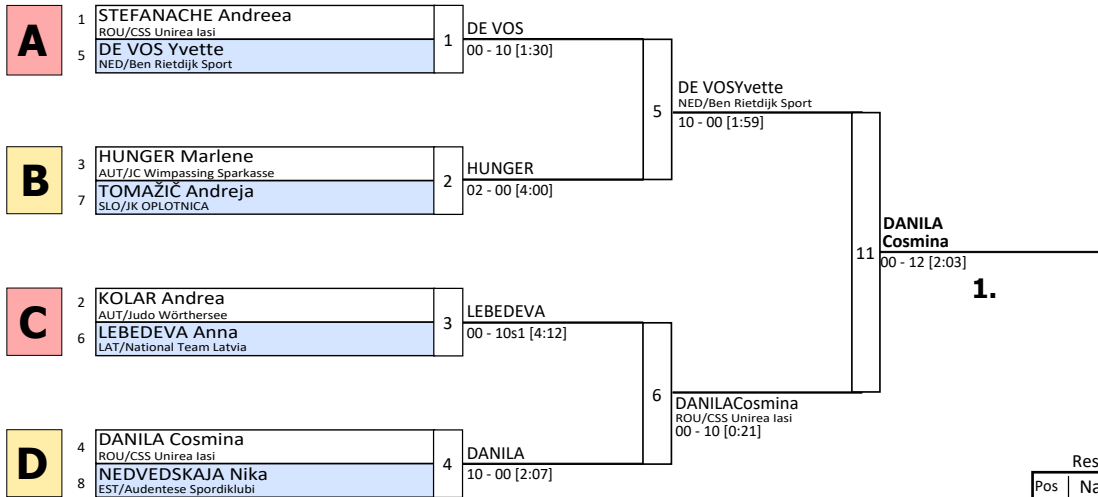 A
1 STEFANACHE Andreea
ROU/CSS Unirea Iasi
5 DE VOS Yvette
NED/Ben Rietdijk Sport
1
DE VOS
00 - 10 [1:30]
B
3 HUNGER Marlene
AUT/JC Wimpassing Sparkasse
7 TOMAŽIČ Andreja
SLO/JK OPLOTNICA
2
HUNGER
02 - 00 [4:00]
5
DE VOSYvette
NED/Ben Rietdijk Sport
10 - 00 [1:59]
C
2 KOLAR Andrea
AUT/Judo Wörthersee
6 LEBEDEVA Anna
LAT/National Team Latvia
3
LEBEDEVA
00 - 10s1 [4:12]
D
4 DANILA Cosmina
ROU/CSS Unirea Iasi
8 NEDVEDSKAJA Nika
EST/Audentese Spordiklubi
4
DANILA
10 - 00 [2:07]
6
DANILACosmina
ROU/CSS Unirea Iasi
00 - 10 [0:21]
11
DANILA
Cosmina
00 - 12 [2:03]
1.
Res
Pos Na